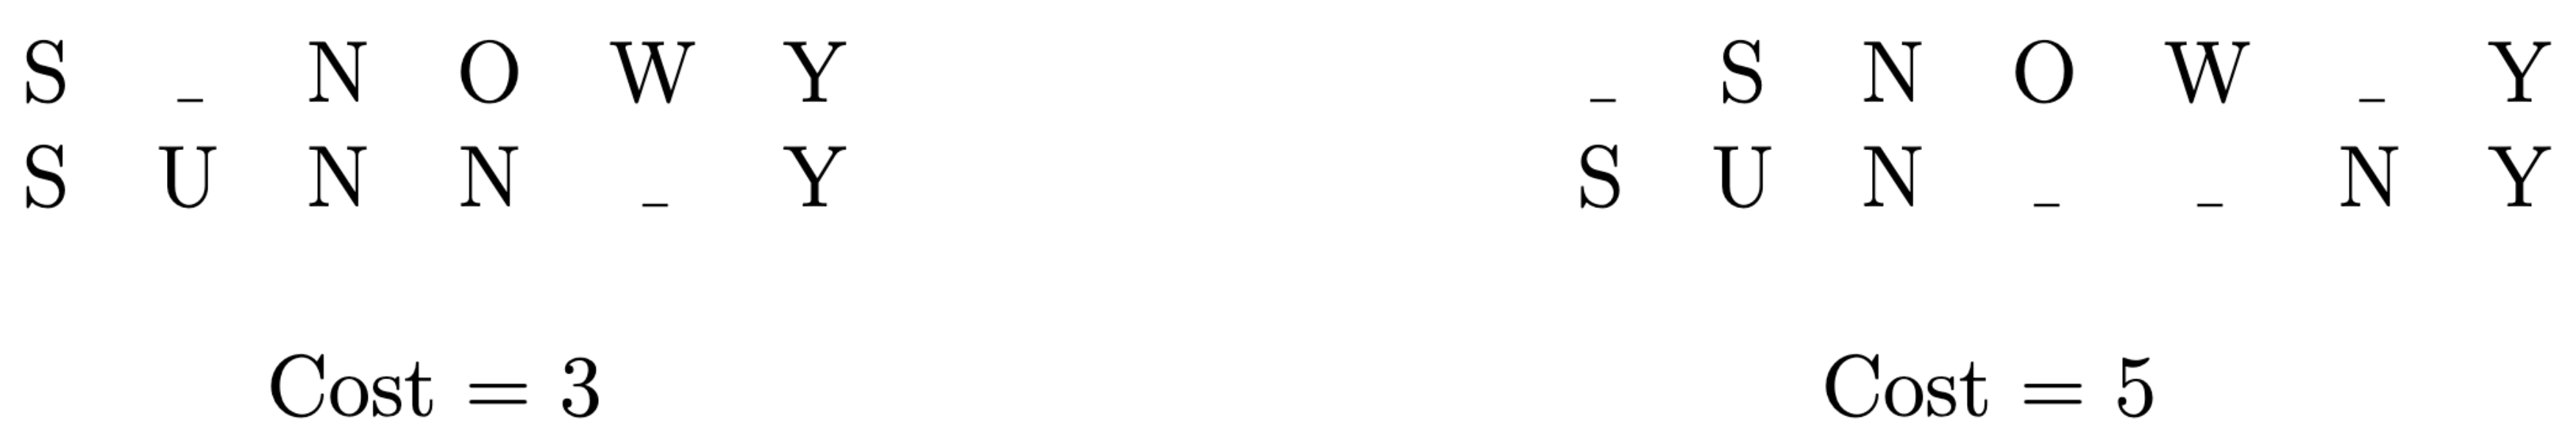 S _ N O W Y
S U N N _ Y
Cost = 3
_ S N O W _ Y
S U N _ _ N Y
Cost = 5